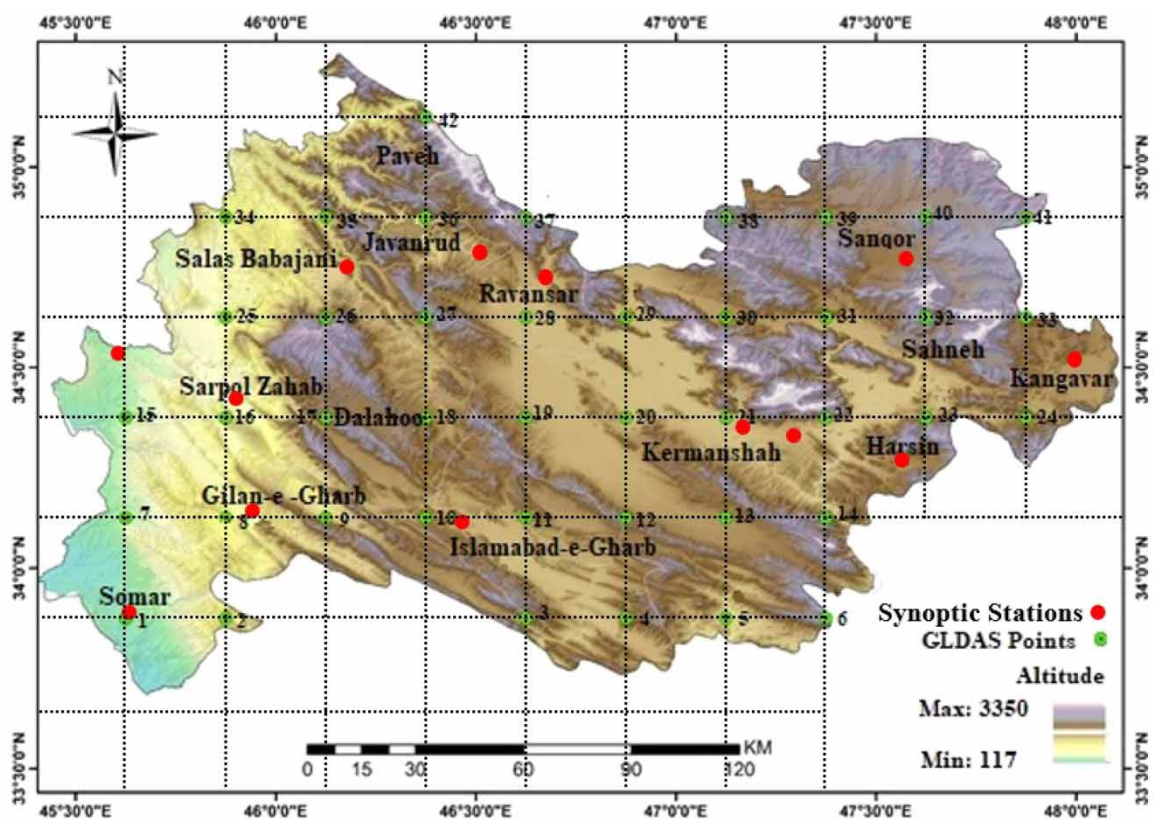 45°30'0"E 46°0'0"E 46°30'0"E 47°0'0"E 47°30'0"E 48°0'0"E
N
42
Paveh
35°0'0"N 35°0'0"N
34 35 36 37 38 39 40 41
Javanrud Sanqor
Salas Babajani
Ravansar
25 26 27 28 29 30 31 32 33
Sahneh
34°30'0"N 34°30'0"N
Kangavar
Sarpol Zahab
15 16 17 Dalahoo 18 19 20 21 22 23 24
Kermanshah Harsin
Gilan-e -Gharb
7 8 9 10 11 12 13 14
Islamabad-e-Gharb
34°0'0"N 34°0'0"N
Somar
1 2 3 4 5 6
Synoptic Stations
GLDAS Points
Altitude
Max: 3350
Min: 117
KM
0 15 30 60 90 120
33°30'0"N 33°30'0"N
45°30'0"E 46°0'0"E 46°30'0"E 47°0'0"E 47°30'0"E 48°0'0"E